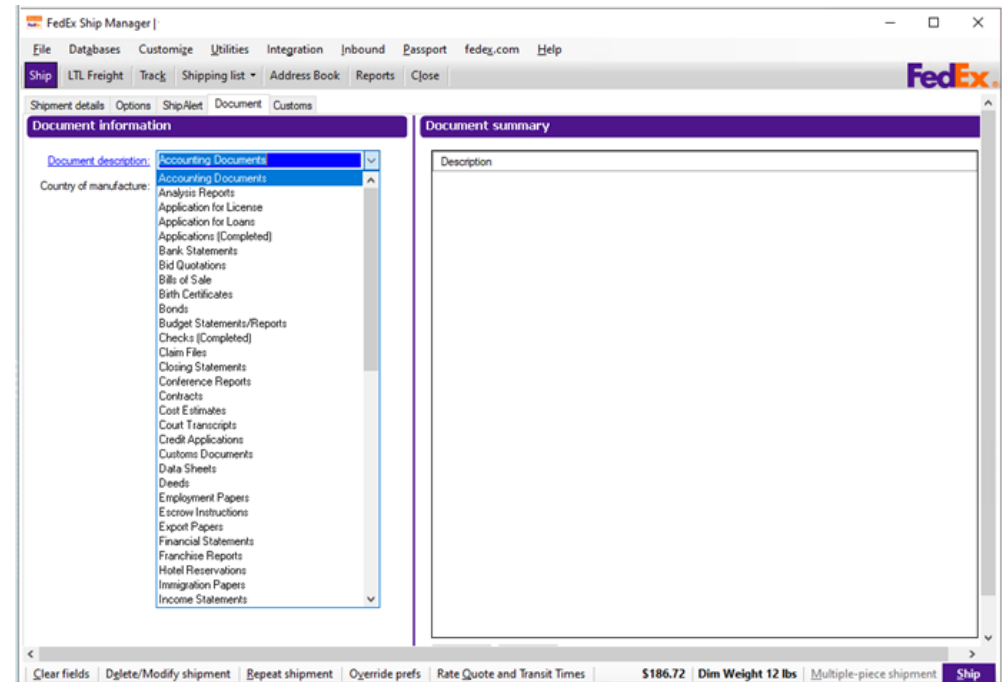 FedEx Ship Manager |
File Databases Customize Utilities Integration Inbound Passport fedex.com Help
Ship LTL Freight Track Shipping list Address Book Reports Close
FedEx
Shipment details Options ShipAlert Document Customs
Document information
Document summary
Document description: Accounting Documents
Description
Country of manufacture:
Accounting Documents
Analysis Reports
Application for License
Application for Loans
Applications (Completed)
Bank Statements
Bid Quotations
Bills of Sale
Birth Certificates
Bonds
Budget Statements/Reports
Checks (Completed)
Claim Files
Closing Statements
Conference Reports
Contracts
Cost Estimates
Court Transcripts
Credit Applications
Customs Documents
Data Sheets
Deeds
Employment Papers
Escrow Instructions
Export Papers
Financial Statements
Franchise Reports
Hotel Reservations
Immigration Papers
Income Statements
Clear fields Delete/Modify shipment Repeat shipment Override prefs Rate Quote and Transit Times $186.72 Dim Weight 12 lbs Multiple-piece shipment Ship